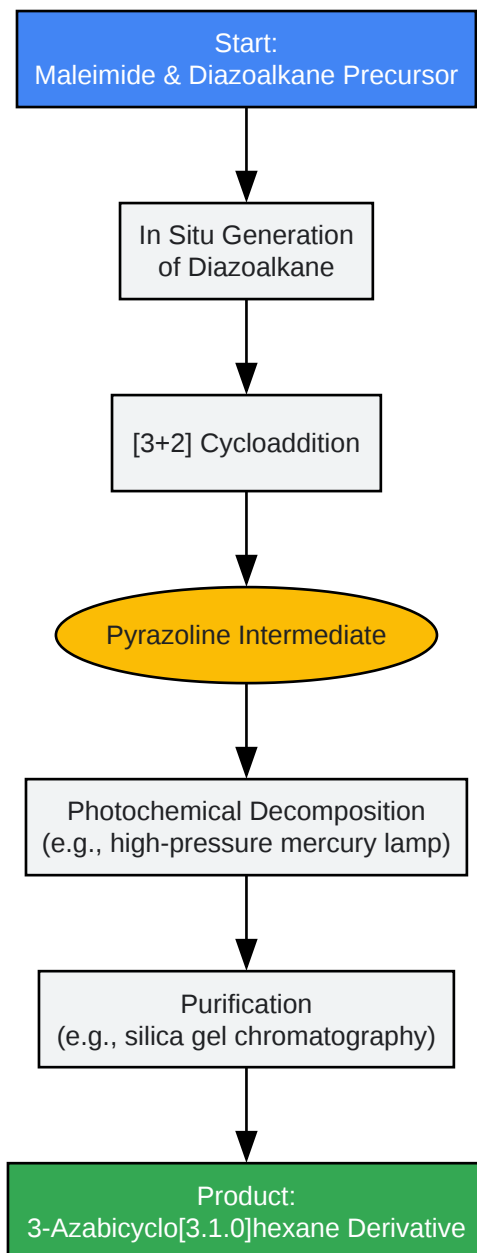 Start:
Maleimide & Diazoalkane Precursor
In Situ Generation
of Diazoalkane
[3+2] Cycloaddition
Pyrazoline Intermediate
Photochemical Decomposition
(e.g., high-pressure mercury lamp)
Purification
(e.g., silica gel chromatography)
Product:
3-Azabicyclo[3.1.0]hexane Derivative